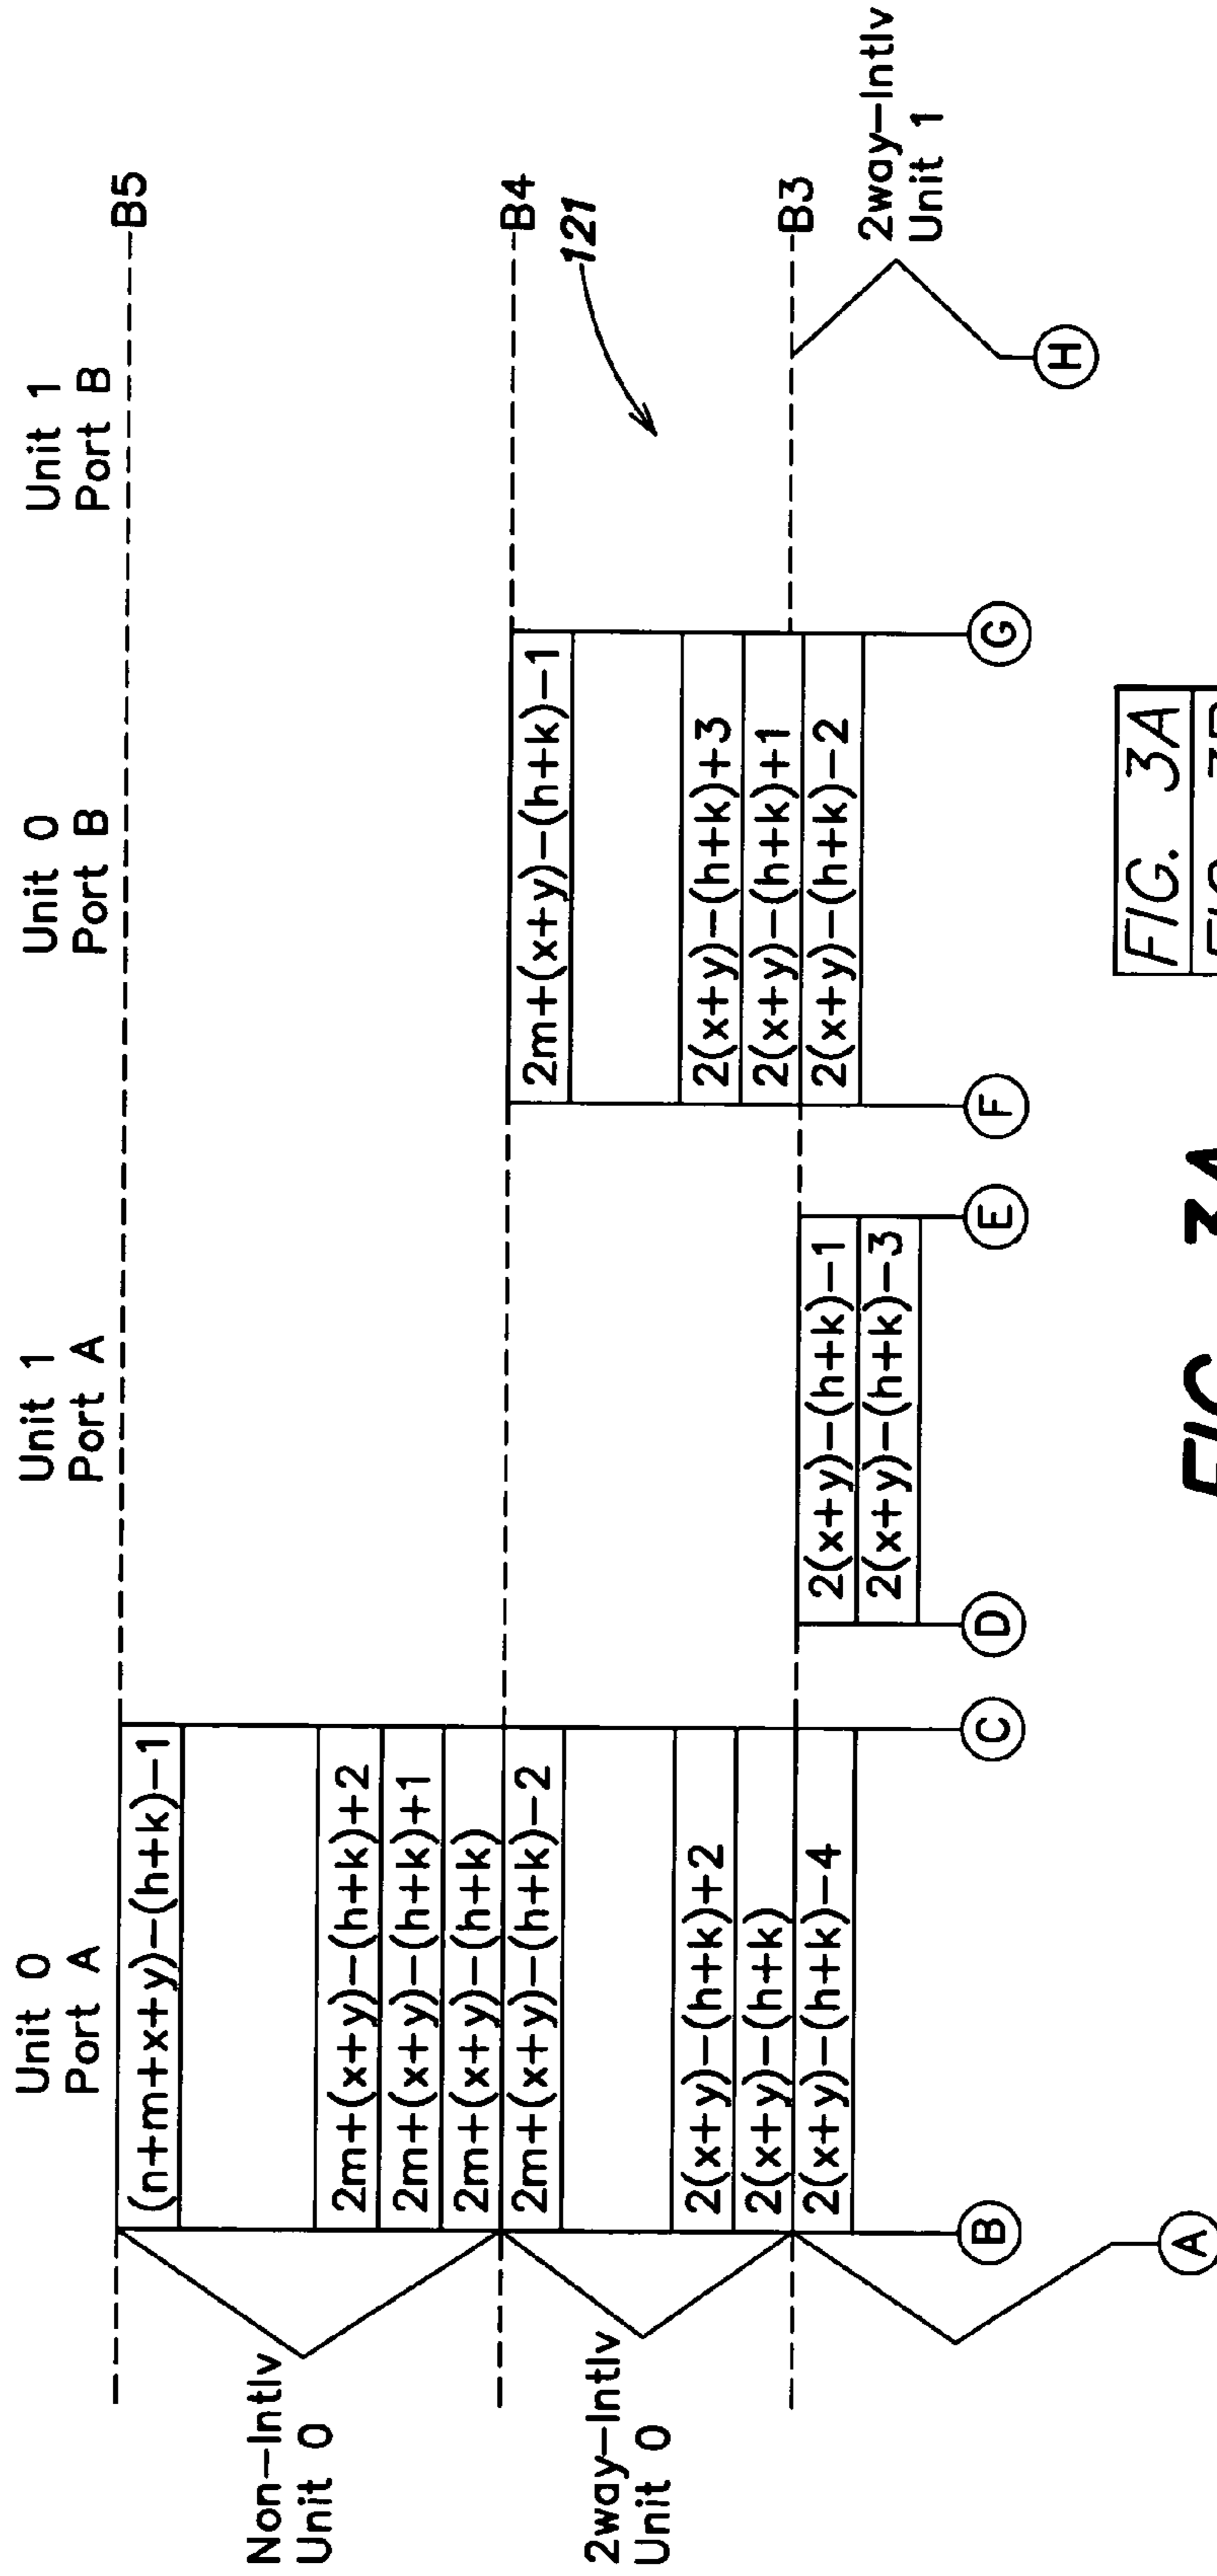 Unit 0
Port A
Unit 1
Port A
Unit 0
Port B
Unit 1
Port B
B5
(n+m+x+y)-(h+k)-1
Non-Intlv
Unit 0
2m+(x+y)-(h+k)+2
2m+(x+y)-(h+k)+1
2m+(x+y)-(h+k)
B4
2m+(x+y)-(h+k)-2
2m+(x+y)-(h+k)-1
121
2way-Intlv
Unit 0
2(x+y)-(h+k)+2
2(x+y)-(h+k)
2(x+y)-(h+k)+3
2(x+y)-(h+k)+1
B3
2(x+y)-(h+k)-4
2(x+y)-(h+k)-1
2(x+y)-(h+k)-3
2(x+y)-(h+k)-2
2way-Intlv
Unit 1
A
B
C
D
E
F
G
H
FIG. 3A
FIG. 3A